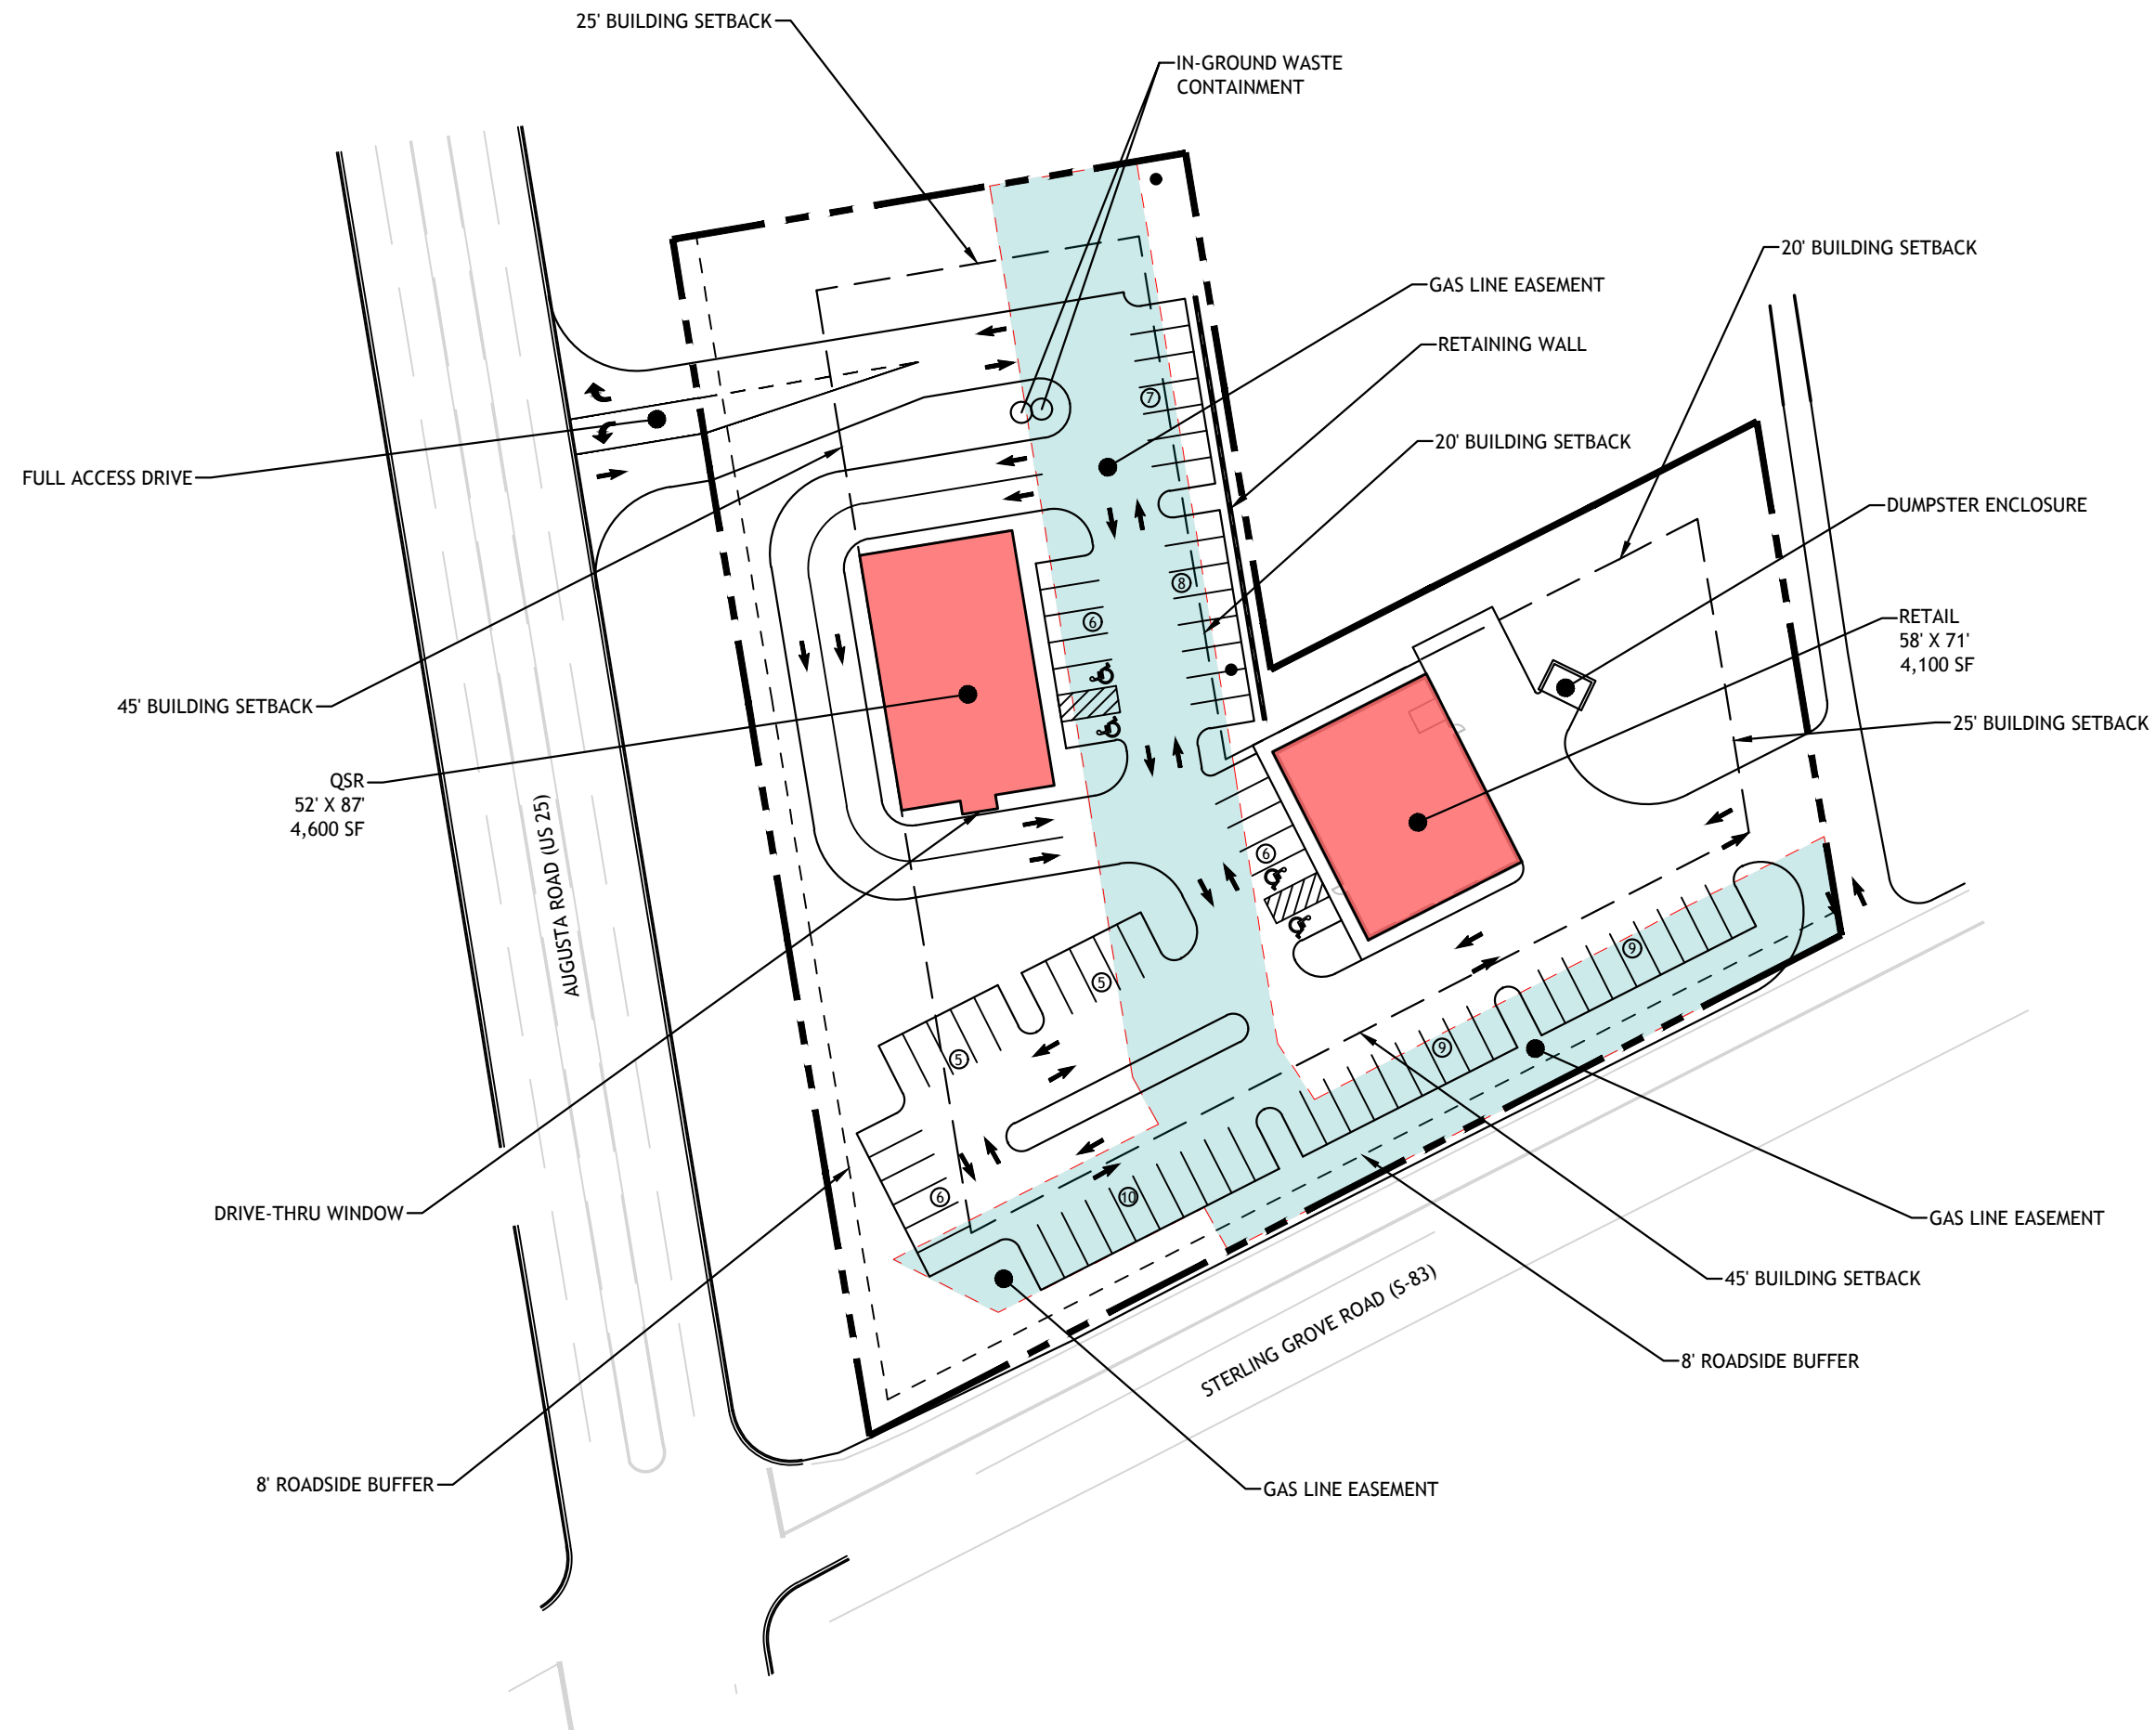 25' BUILDING SETBACK
IN-GROUND WASTE
CONTAINMENT
20' BUILDING SETBACK
GAS LINE EASEMENT
RETAINING WALL
7
20' BUILDING SETBACK
FULL ACCESS DRIVE
DUMPSTER ENCLOSURE
8
6
RETAIL
58' X 71'
4,100 SF
45' BUILDING SETBACK
25' BUILDING SETBACK
QSR
52' X 87'
4,600 SF
AUGUSTA ROAD (US 25)
6
9
5
9
5
6
10
DRIVE-THRU WINDOW
GAS LINE EASEMENT
45' BUILDING SETBACK
STERLING GROVE ROAD (S-83)
8' ROADSIDE BUFFER
8' ROADSIDE BUFFER
GAS LINE EASEMENT